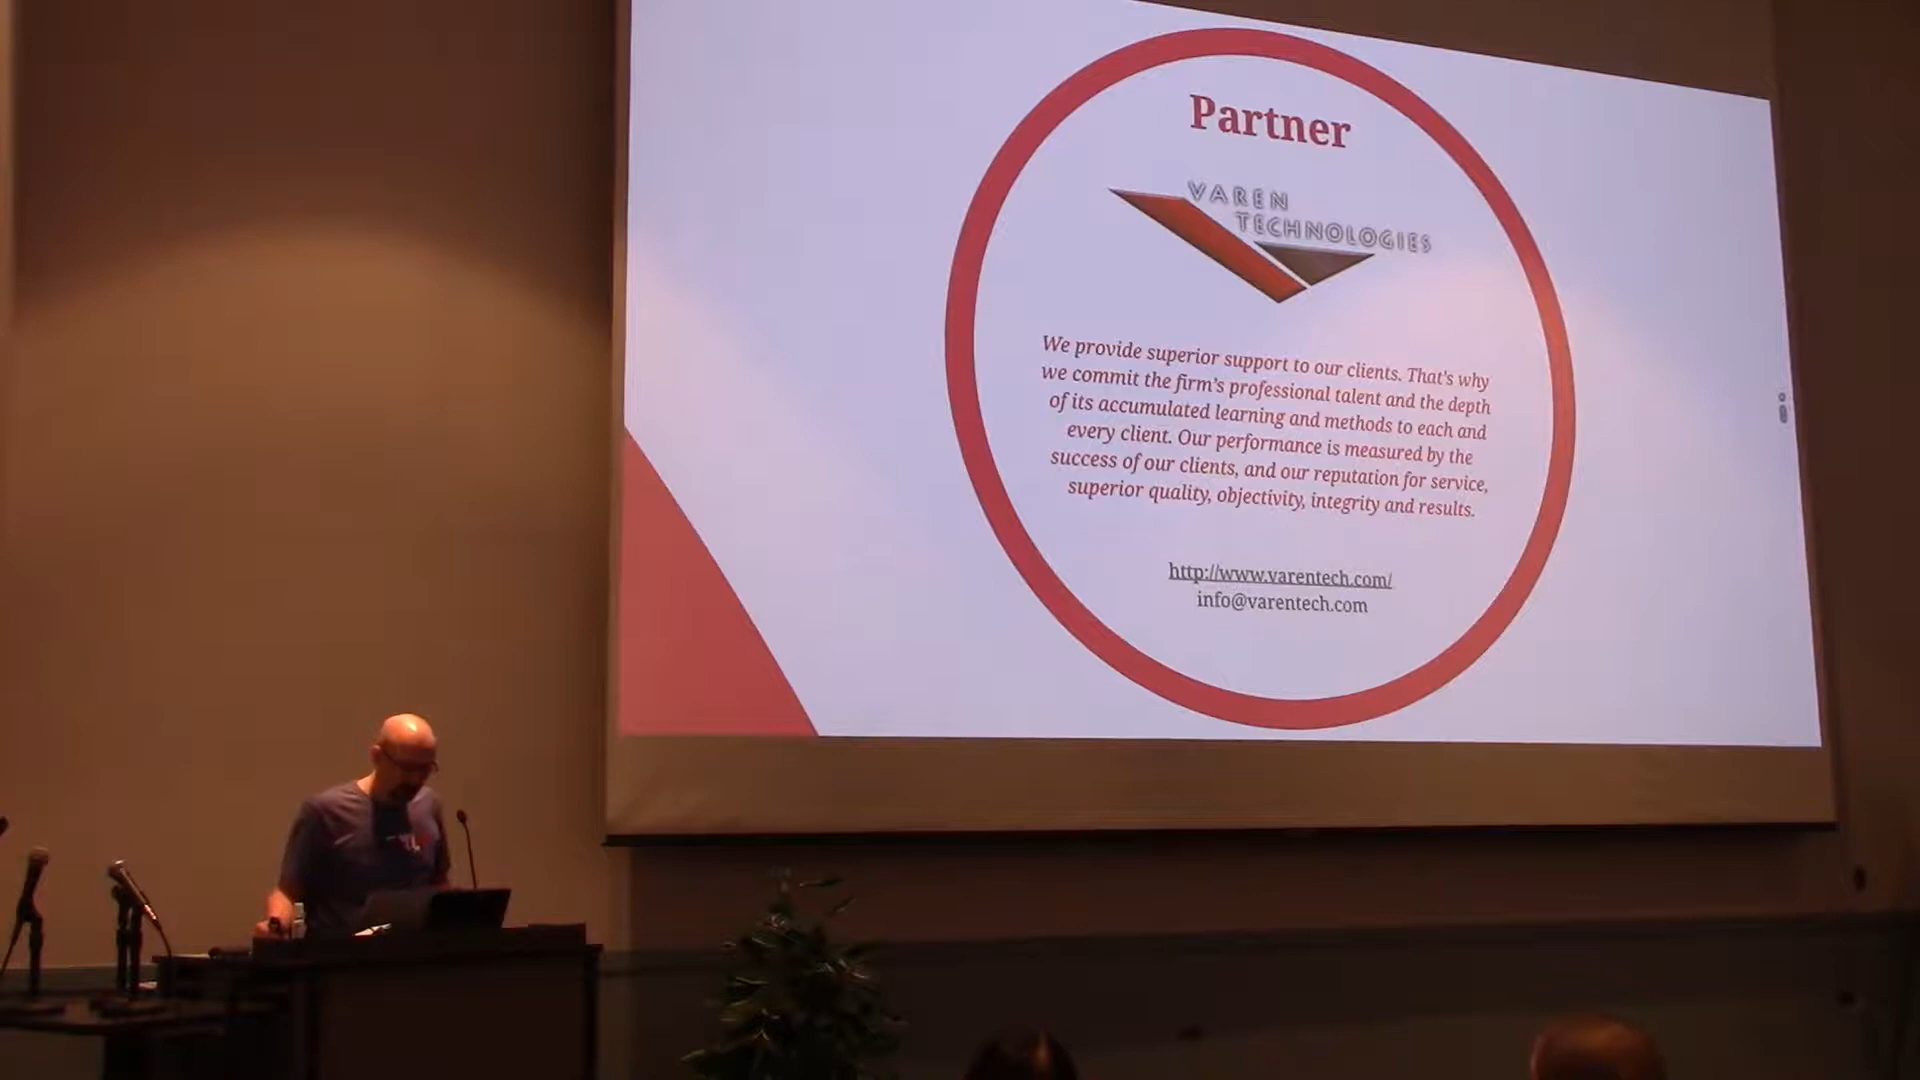 Partner
VAREN
TECHNOLOGIES
We provide superior support to our clients. That's why
we commit the firm's professional talent and the depth
of its accumulated learning and methods to each and
every client. Our performance is measured by the
success of our clients, and our reputation for service,
superior quality, objectivity, integrity and results.
http://www.varentech.com/
info@varentech.com